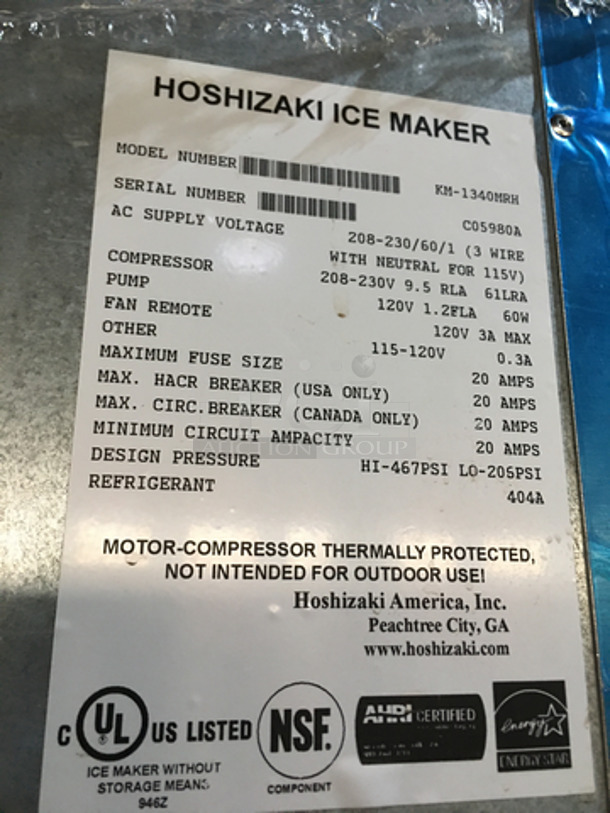 HOSHIZAKI ICE MAKER
MODEL NUMBER KM-1340MRH
SERIAL NUMBER C05980A
AC SUPPLY VOLTAGE 208-230/60/1 (3 WIRE
WITH NEUTRAL FOR 115V)
COMPRESSOR 208-230V 9.5 RLA 61LRA
PUMP 120V 1.2FLA 60W
FAN REMOTE 120V 3A MAX
OTHER 115-120V 0.3A
MAXIMUM FUSE SIZE 20 AMPS
MAX. HACR BREAKER (USA ONLY) 20 AMPS
MAX. CIRC.BREAKER (CANADA ONLY) 20 AMPS
MINIMUM CIRCUIT AMPACITY 20 AMPS
AUCTION GROUP
DESIGN PRESSURE HI-467PSI LO-205PSI
REFRIGERANT 404A
MOTOR-COMPRESSOR THERMALLY PROTECTED,
NOT INTENDED FOR OUTDOOR USE!
Hoshizaki America, Inc.
Peachtree City, GA
www.hoshizaki.com
C UL US LISTED
ICE MAKER WITHOUT
STORAGE MEANS
946Z
NSF.
COMPONENT
AHRI CERTIFIED
energy
ENERGY STAR